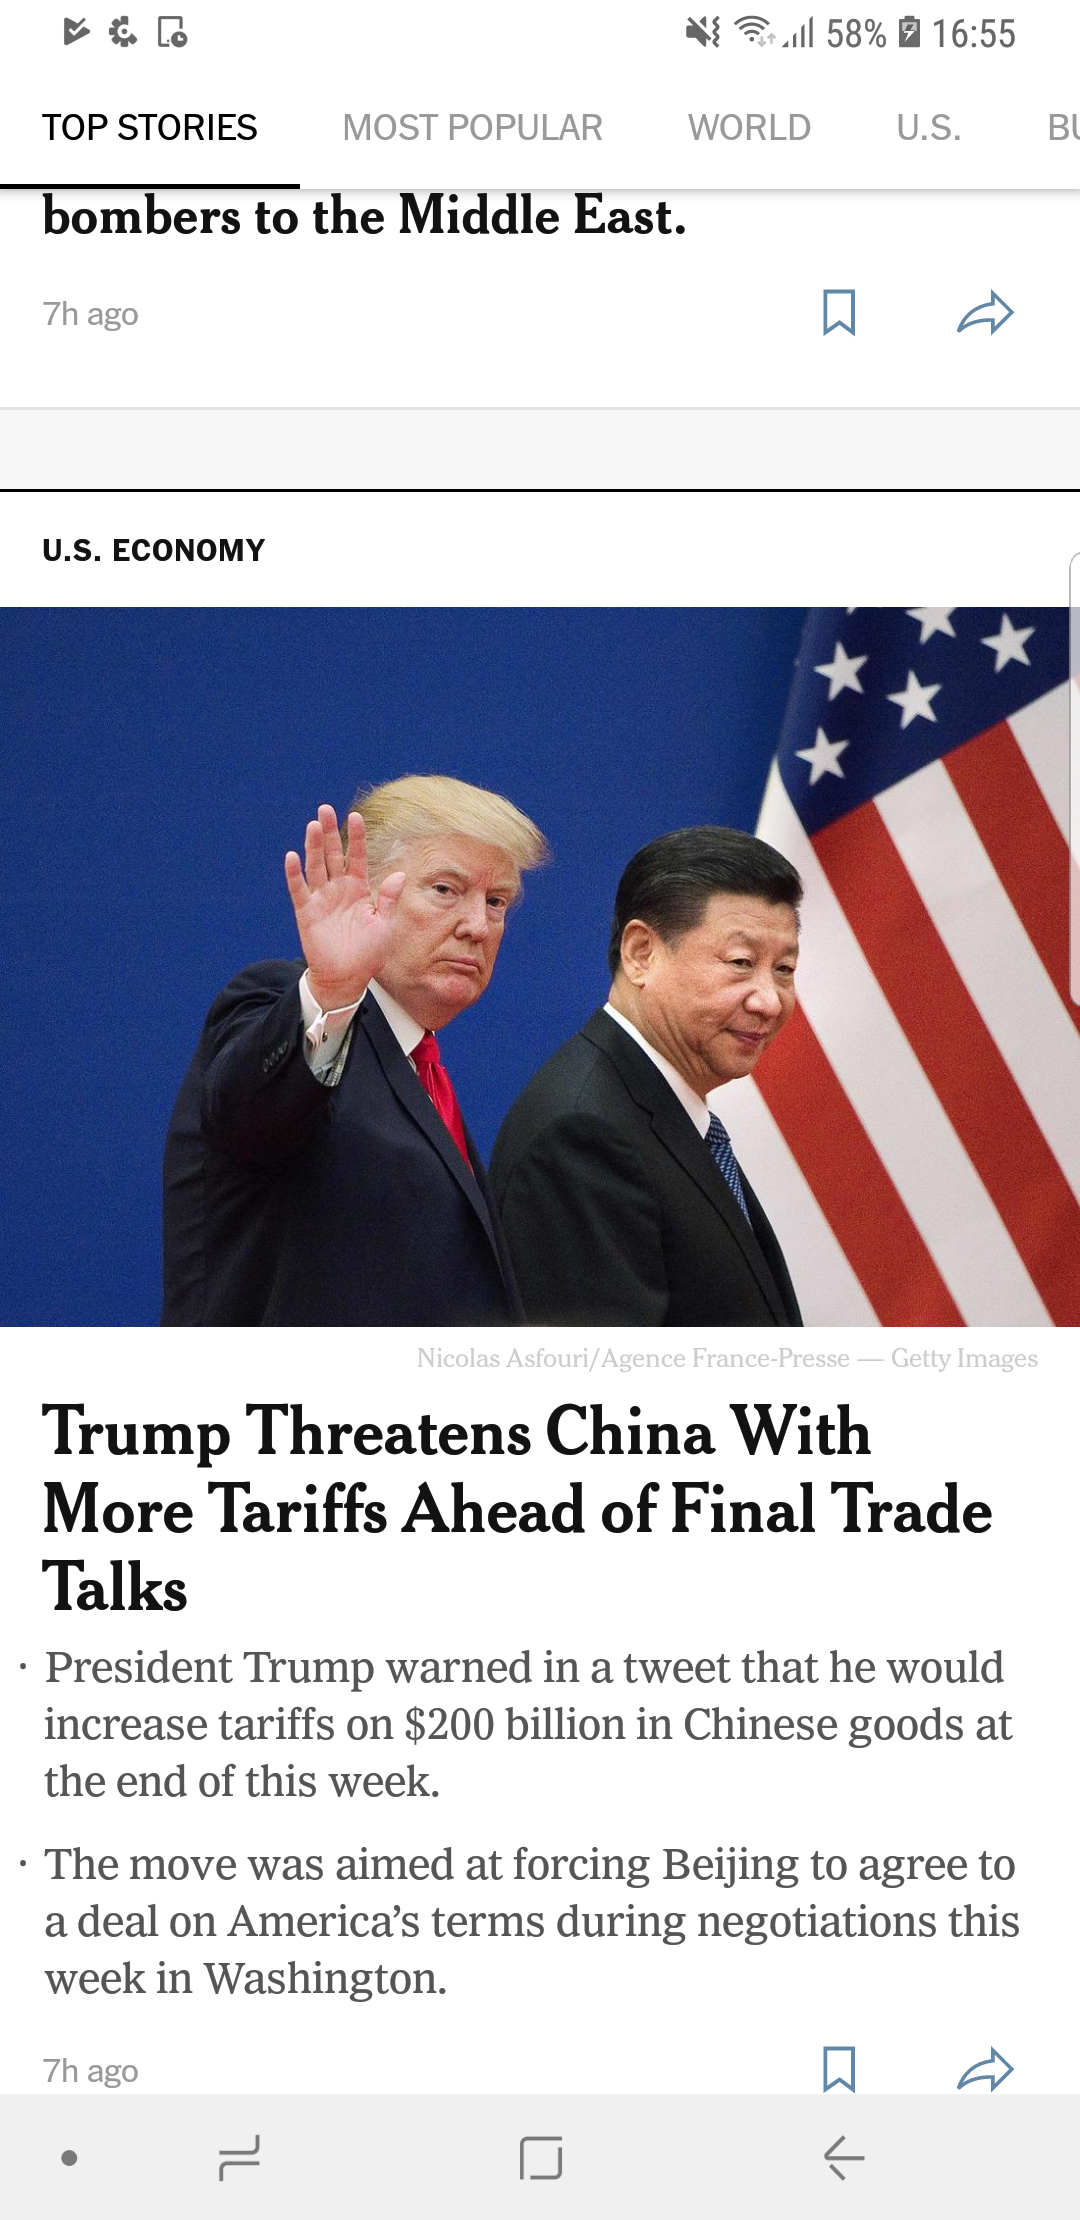 58% 16:55
TOP STORIES MOST POPULAR WORLD U.S. BU
bombers to the Middle East.
7h ago
U.S. ECONOMY
Nicolas Asfouri/Agence France-Presse — Getty Images
Trump Threatens China With
More Tariffs Ahead of Final Trade
Talks
· President Trump warned in a tweet that he would
increase tariffs on $200 billion in Chinese goods at
the end of this week.
· The move was aimed at forcing Beijing to agree to
a deal on America’s terms during negotiations this
week in Washington.
7h ago